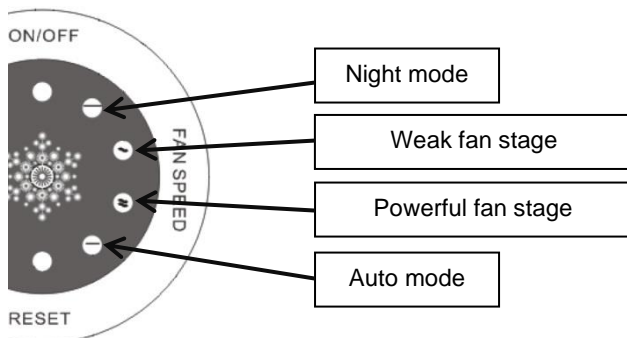 ON/OFF
Night mode
Weak fan stage
FAN SPEED
Powerful fan stage
Auto mode
RESET